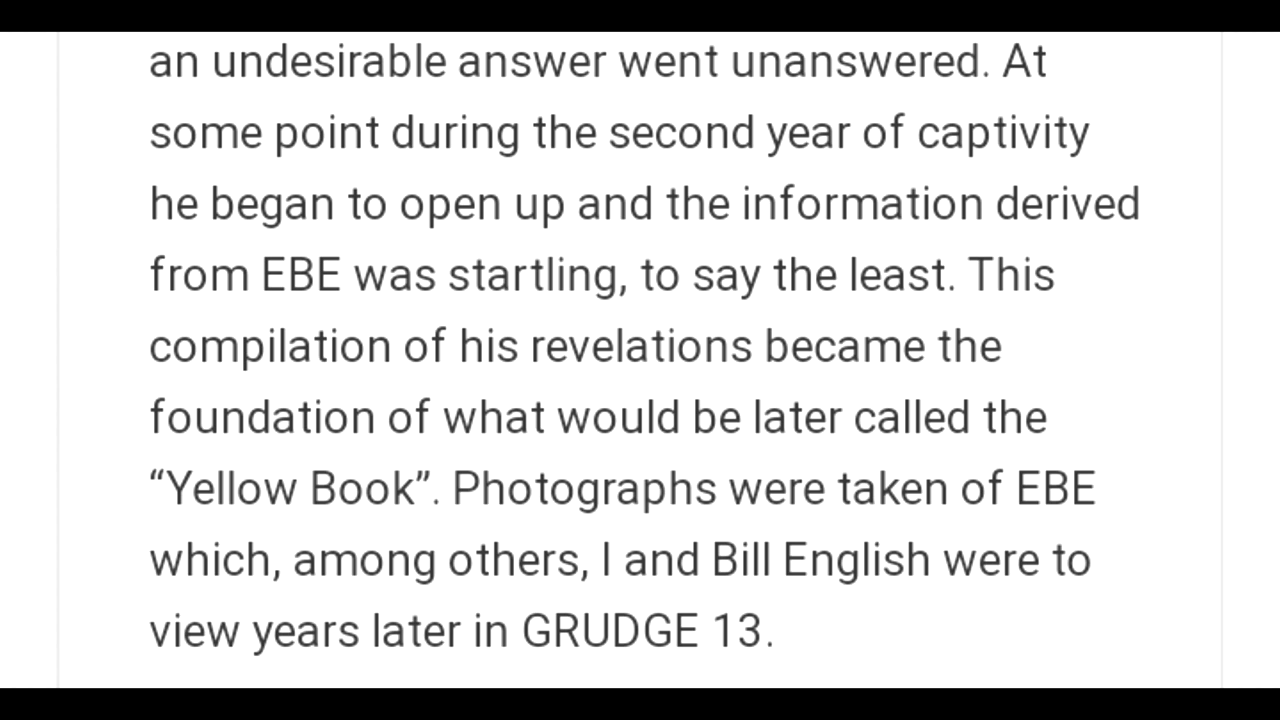 an undesirable answer went unanswered. At
some point during the second year of captivity
he began to open up and the information derived
from EBE was startling, to say the least. This
compilation of his revelations became the
foundation of what would be later called the
“Yellow Book”. Photographs were taken of EBE
which, among others, I and Bill English were to
view years later in GRUDGE 13.